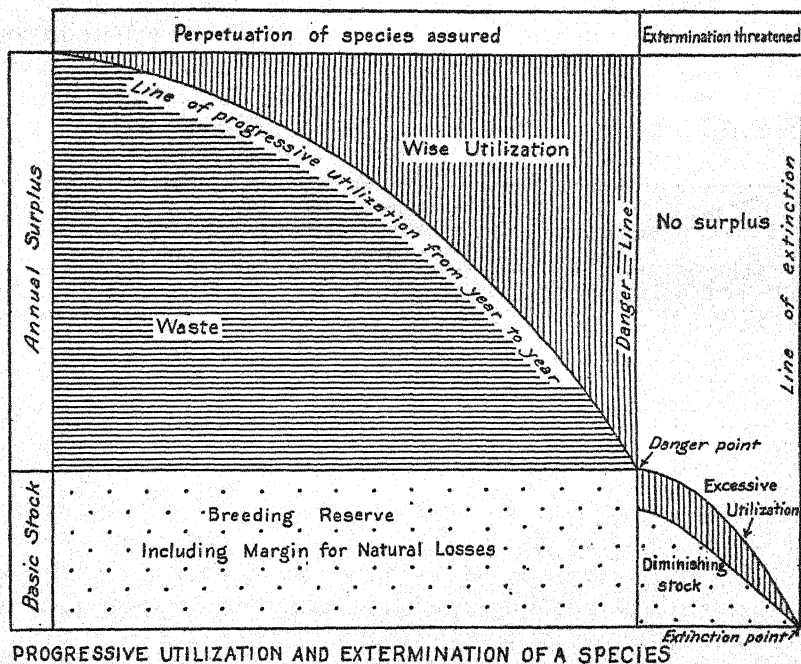 Perpetuation of species assured
Extermination threatened
Annual Surplus
Line of progressive utilization from year to year
Wise Utilization
Waste
Danger Line
No surplus
Line of extinction
Danger point
Excessive
Utilization
Basic Stock
Breeding Reserve
Including Margin for Natural Losses
Diminishing
stock
Extinction point
PROGRESSIVE UTILIZATION AND EXTERMINATION OF A SPECIES